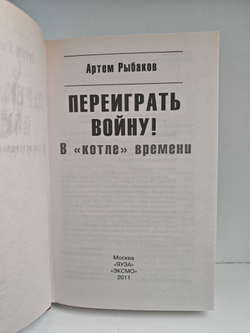 Артем Рыбаков
ПЕРЕИГРАТЬ
ВОЙНУ!
В «котле» времени
Москва
«ЯУЗА»
«ЭКСМО»
2011